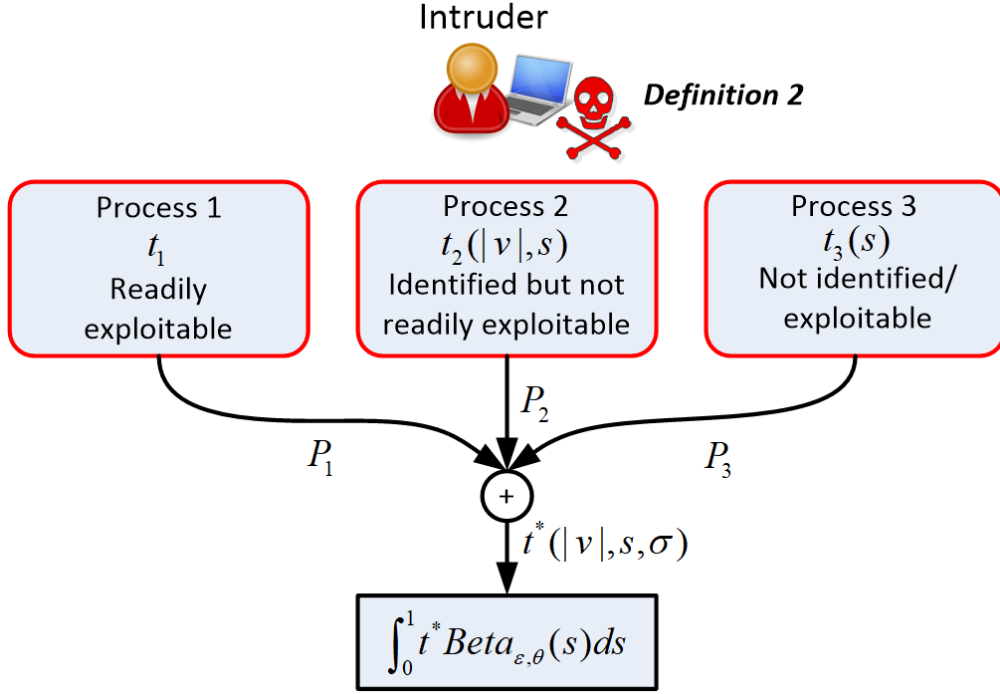 Intruder
Definition 2
Process 1
t₁
Readily
exploitable
Process 2
t₂(|v|,s)
Identified but not
readily exploitable
Process 3
t₃(s)
Not identified/
exploitable
P₁
P₂
P₃
+
t*(|v|,s,σ)
∫₀¹ t* Beta_{ε,θ}(s)ds